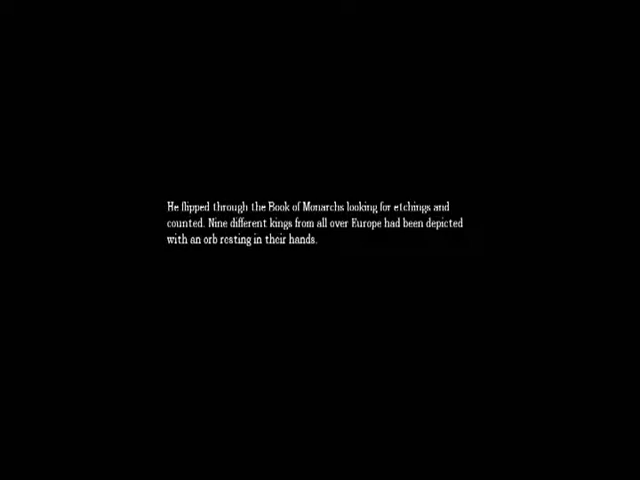 He flipped through the Book of Monarchs looking for etchings and
counted. Nine different kings from all over Europe had been depicted
with an orb resting in their hands.